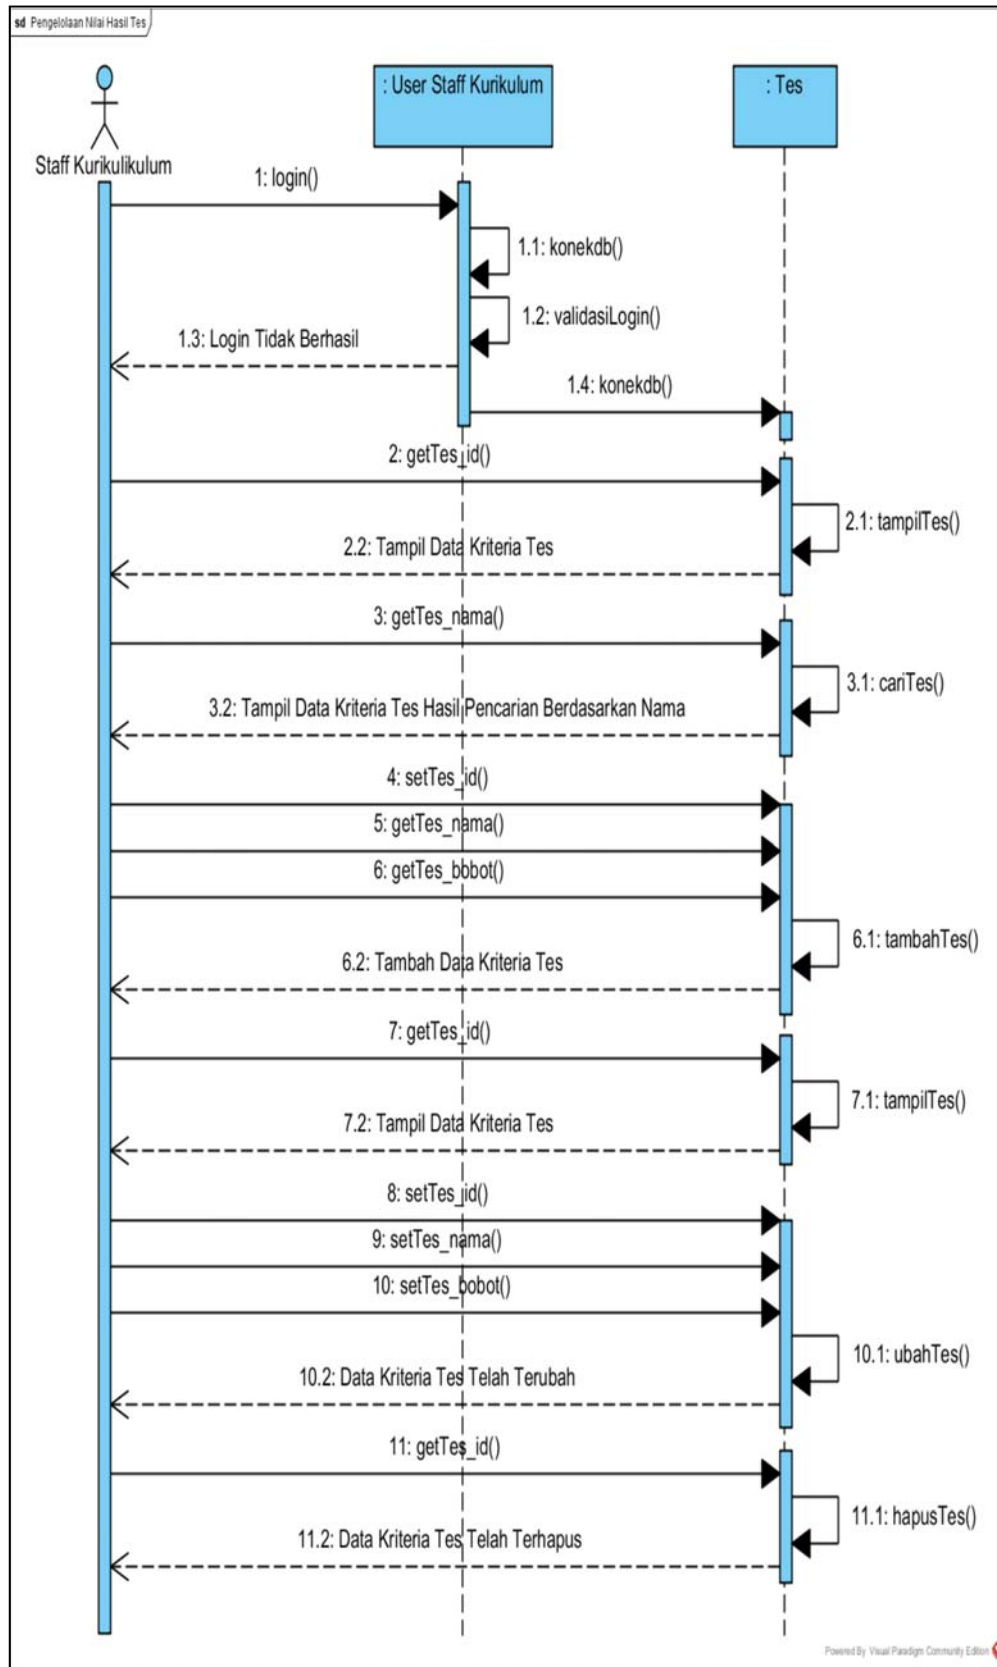 sd Pengelolaan Nilai Hasil Tes
: User Staff Kurikulum
: Tes
Staff Kurikulikulum
1: login()
1.1: konekdb()
1.2: validasiLogin()
1.3: Login Tidak Berhasil
1.4: konekdb()
2: getTes_id()
2.1: tampilTes()
2.2: Tampil Data Kriteria Tes
3: getTes_nama()
3.1: cariTes()
3.2: Tampil Data Kriteria Tes Hasil Pencarian Berdasarkan Nama
4: setTes_id()
5: getTes_nama()
6: getTes_bobot()
6.1: tambahTes()
6.2: Tambah Data Kriteria Tes
7: getTes_id()
7.1: tampilTes()
7.2: Tampil Data Kriteria Tes
8: setTes_id()
9: setTes_nama()
10: setTes_bobot()
10.1: ubahTes()
10.2: Data Kriteria Tes Telah Terubah
11: getTes_id()
11.1: hapusTes()
11.2: Data Kriteria Tes Telah Terhapus
Powered By Visual Paradigm Community Edition